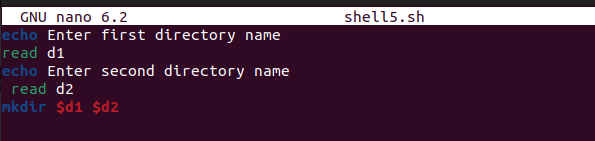 GNU nano 6.2 shell5.sh
echo Enter first directory name
read d1
echo Enter second directory name
read d2
mkdir $d1 $d2